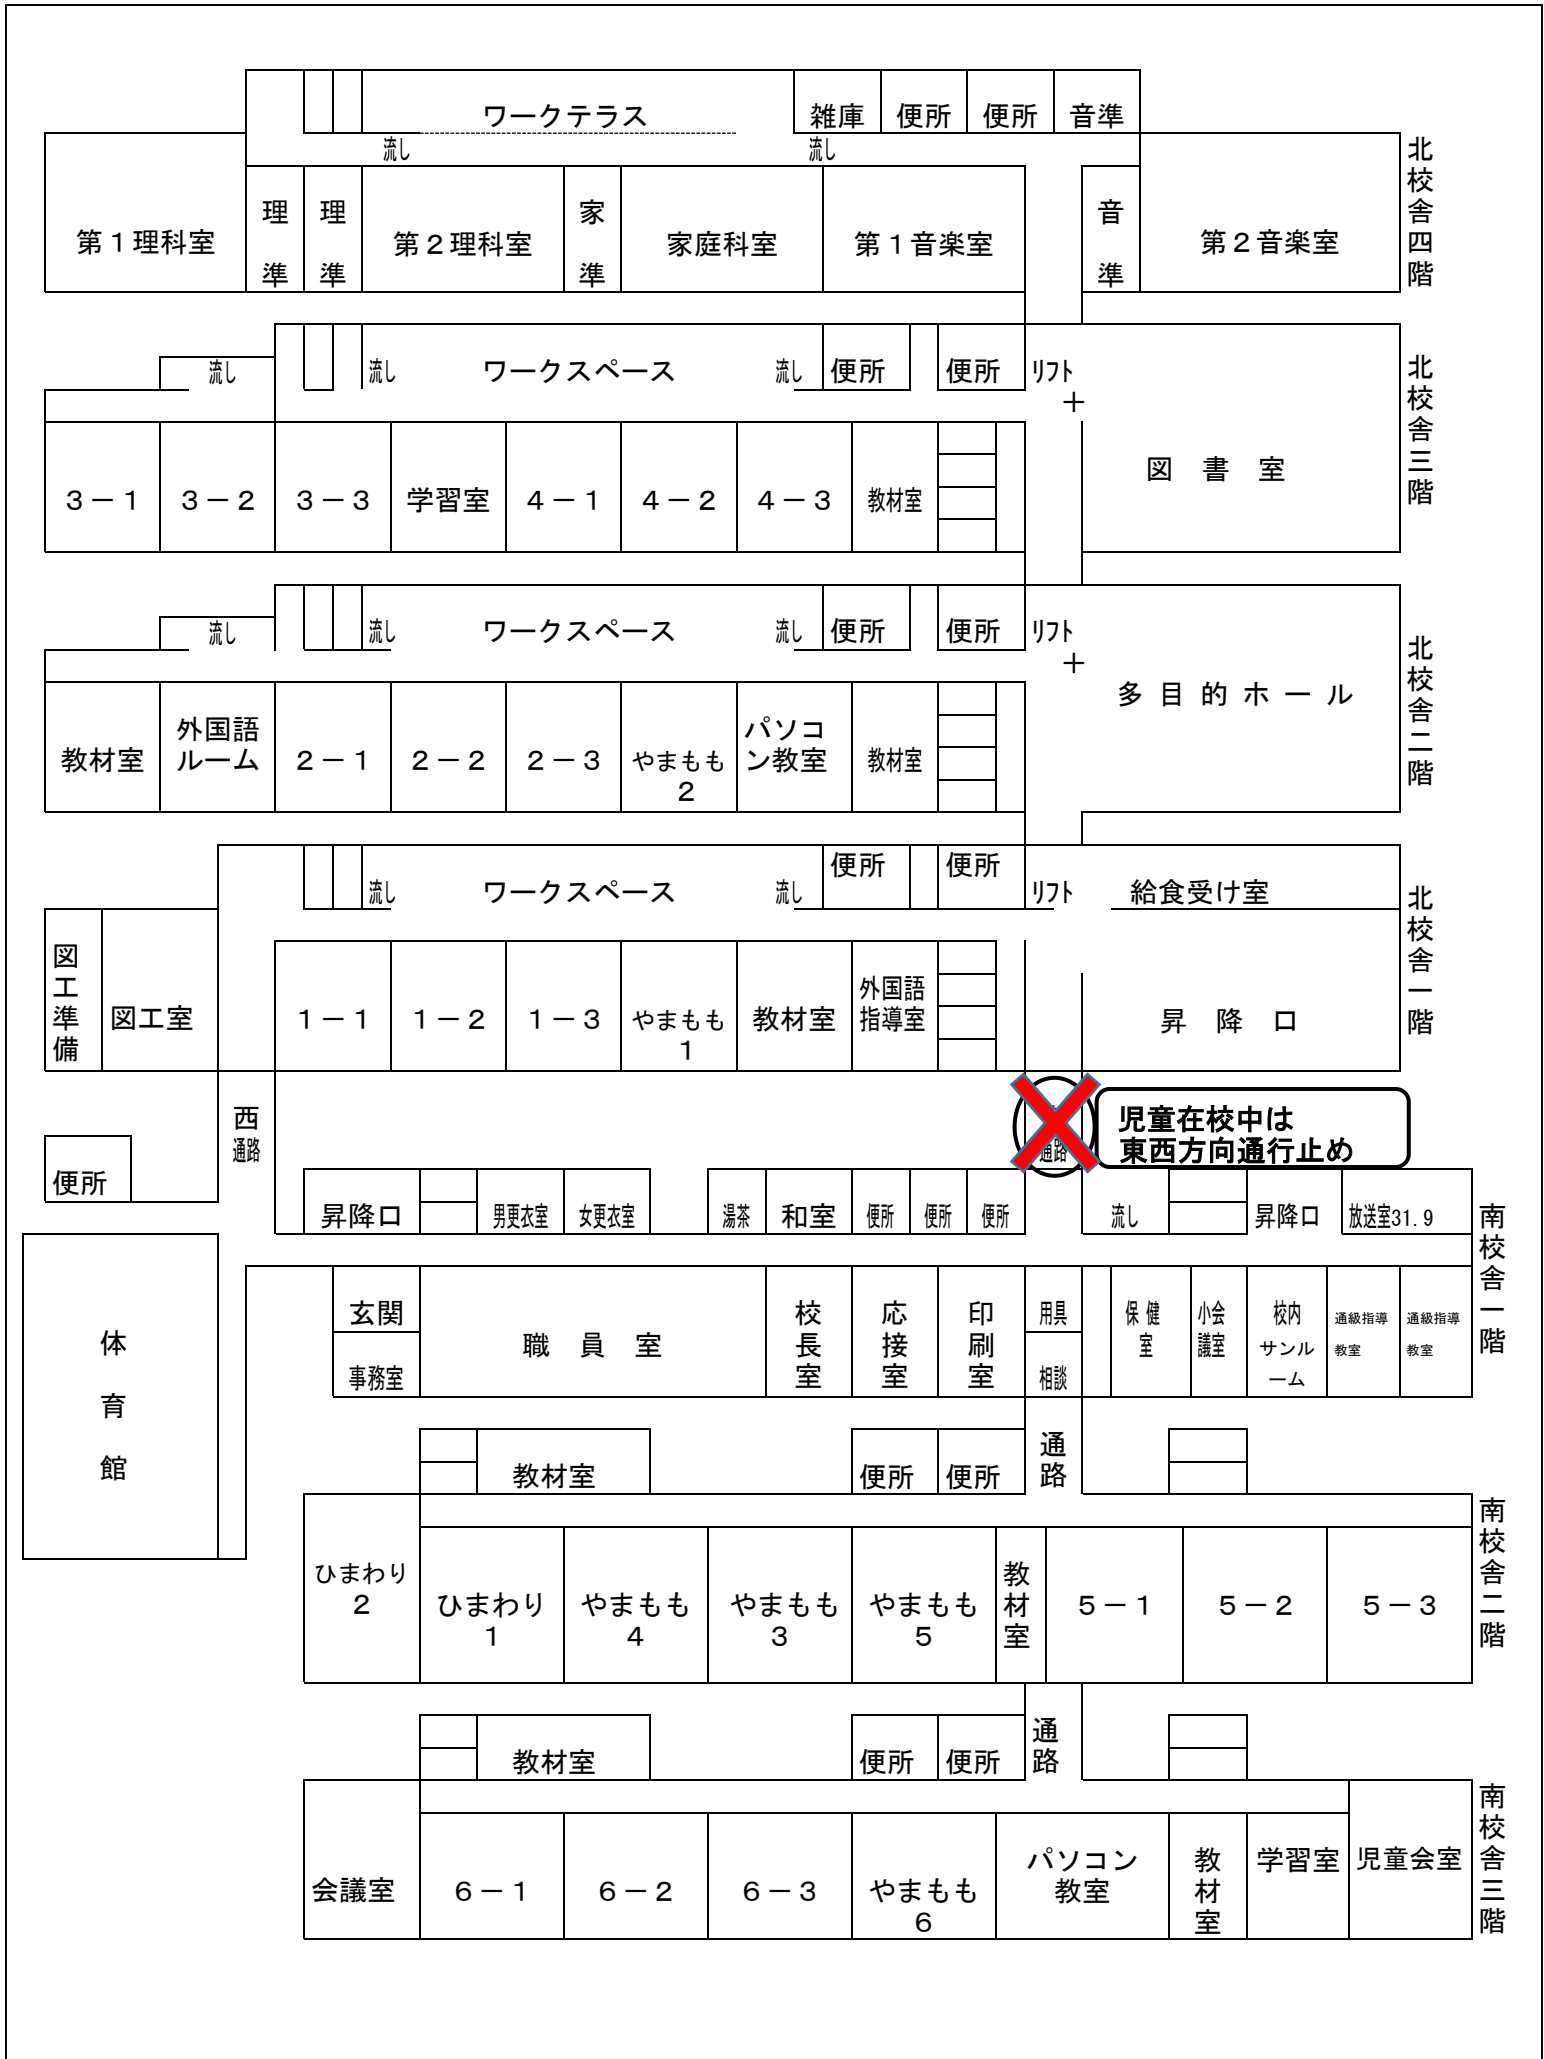 ワークテラス
雑庫
便所
便所
音準
流し
流し
第1理科室
理準
理準
第2理科室
家準
家庭科室
第1音楽室
音準
第2音楽室
北校舎四階
流し
流し
ワークスペース
流し
便所
便所
リフト
＋
3－1
3－2
3－3
学習室
4－1
4－2
4－3
教材室
図 書 室
北校舎三階
流し
流し
ワークスペース
流し
便所
便所
リフト
＋
教材室
外国語
ルーム
2－1
2－2
2－3
やまもも
2
パソコ
ン教室
教材室
多 目 的 ホ ー ル
北校舎二階
流し
ワークスペース
流し
便所
便所
リフト
給食受け室
図工準備
図工室
1－1
1－2
1－3
やまもも
1
教材室
外国語
指導室
昇 降 口
北校舎一階
西
通路
通路
児童在校中は
東西方向通行止め
便所
昇降口
男更衣室
女更衣室
湯茶
和室
便所
便所
便所
流し
昇降口
放送室31.9
体育館
玄関
事務室
職 員 室
校長室
応接室
印刷室
用具
相談
保 健
室
小会
議室
校内
サンル
ーム
通級指導
教室
通級指導
教室
南校舎一階
教材室
便所
便所
通路
ひまわり
2
ひまわり
1
やまもも
4
やまもも
3
やまもも
5
教材室
5－1
5－2
5－3
南校舎二階
教材室
便所
便所
通路
会議室
6－1
6－2
6－3
やまもも
6
パソコン
教室
教材室
学習室
児童会室
南校舎三階